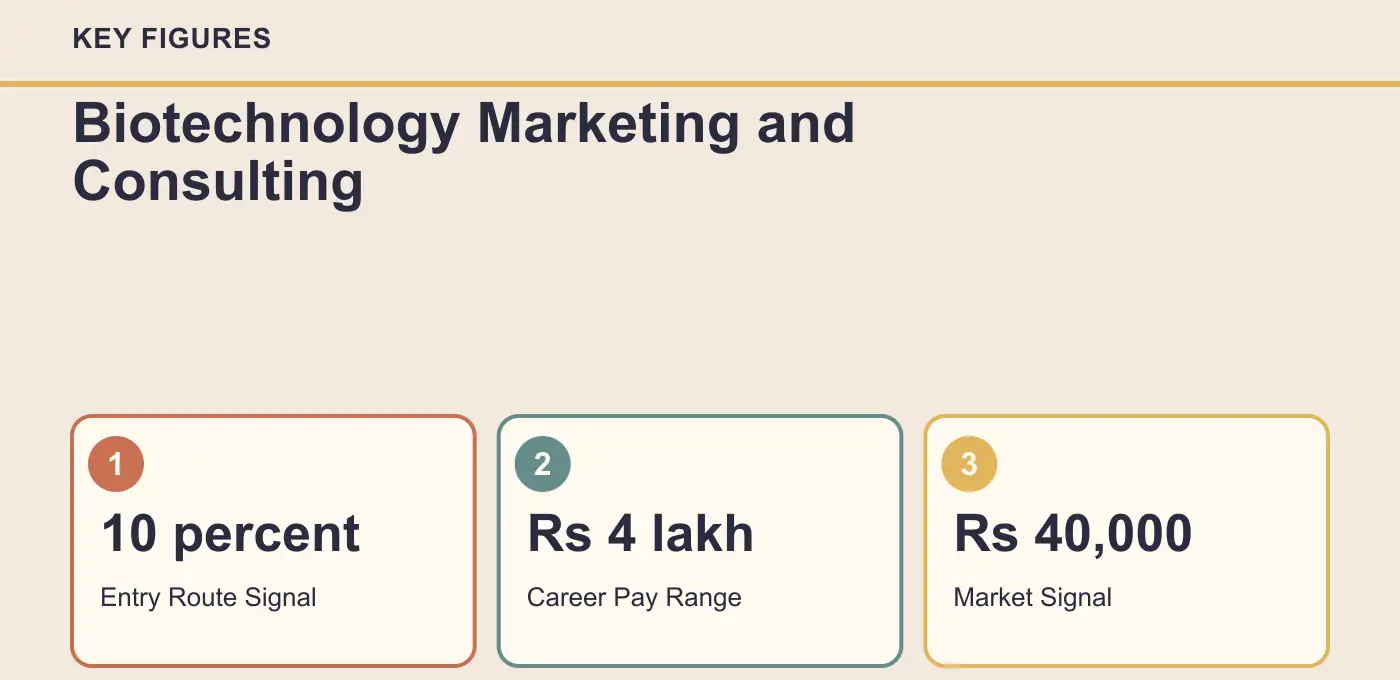 KEY FIGURES
Biotechnology Marketing and
Consulting
1
10 percent
Entry Route Signal
2
Rs 4 lakh
Career Pay Range
3
Rs 40,000
Market Signal